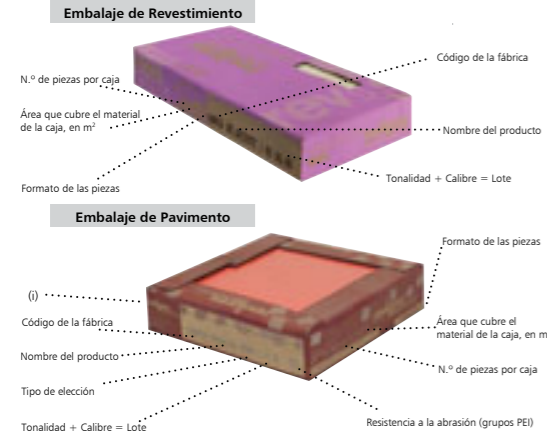 Embalaje de Revestimiento
Código de la fábrica
N.º de piezas por caja
Área que cubre el material
de la caja, en m²
Nombre del producto
Tonalidad + Calibre = Lote
Formato de las piezas
Embalaje de Pavimento
Formato de las piezas
(i)
Código de la fábrica
Área que cubre el
material de la caja, en m
Nombre del producto
N.º de piezas por caja
Tipo de elección
Resistencia a la abrasión (grupos PEI)
Tonalidad + Calibre = Lote